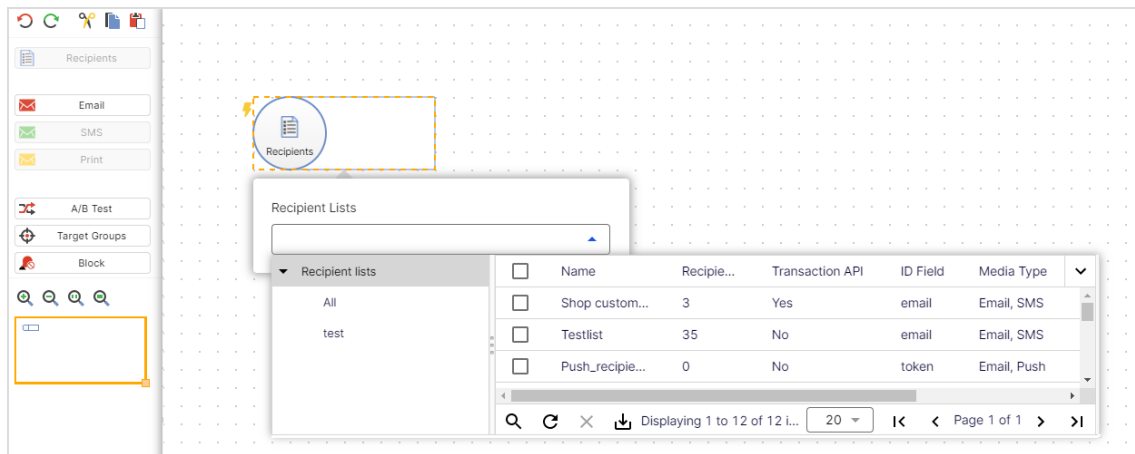 Recipients
Email
SMS
Print
A/B Test
Target Groups
Block
Recipients
Recipient Lists
Recipient lists
All
test
Name Recipie... Transaction API ID Field Media Type
Shop custom... 3 Yes email Email, SMS
Testlist 35 No email Email, SMS
Push_recipie... 0 No token Email, Push
Displaying 1 to 12 of 12 i... 20 Page 1 of 1